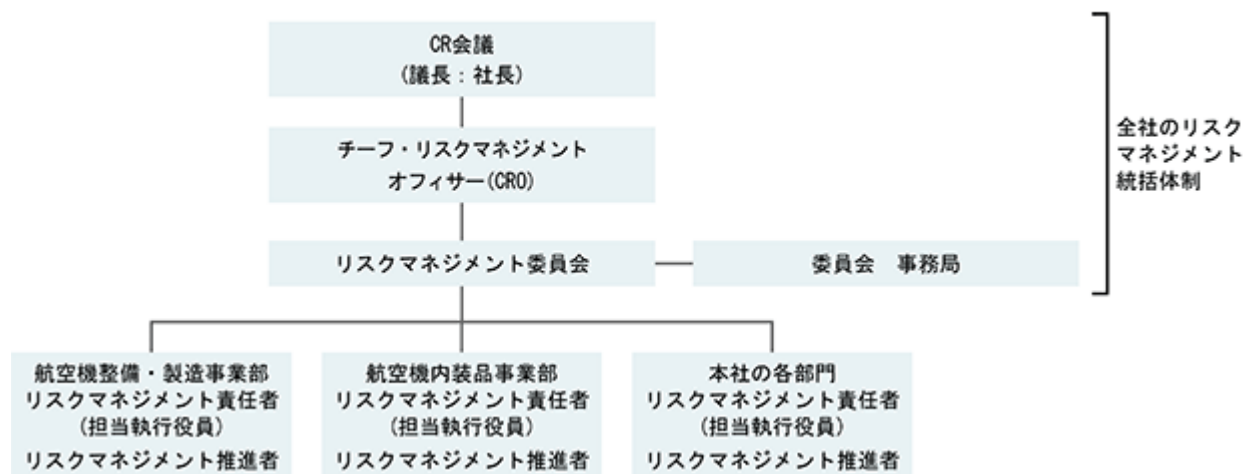 CR会議
(議長：社長)
チーフ・リスクマネジメント
オフィサー(CRO)
リスクマネジメント委員会
委員会　事務局
全社のリスク
マネジメント
統括体制
航空機整備・製造事業部
リスクマネジメント責任者
(担当執行役員)
リスクマネジメント推進者
航空機内装品事業部
リスクマネジメント責任者
(担当執行役員)
リスクマネジメント推進者
本社の各部門
リスクマネジメント責任者
(担当執行役員)
リスクマネジメント推進者